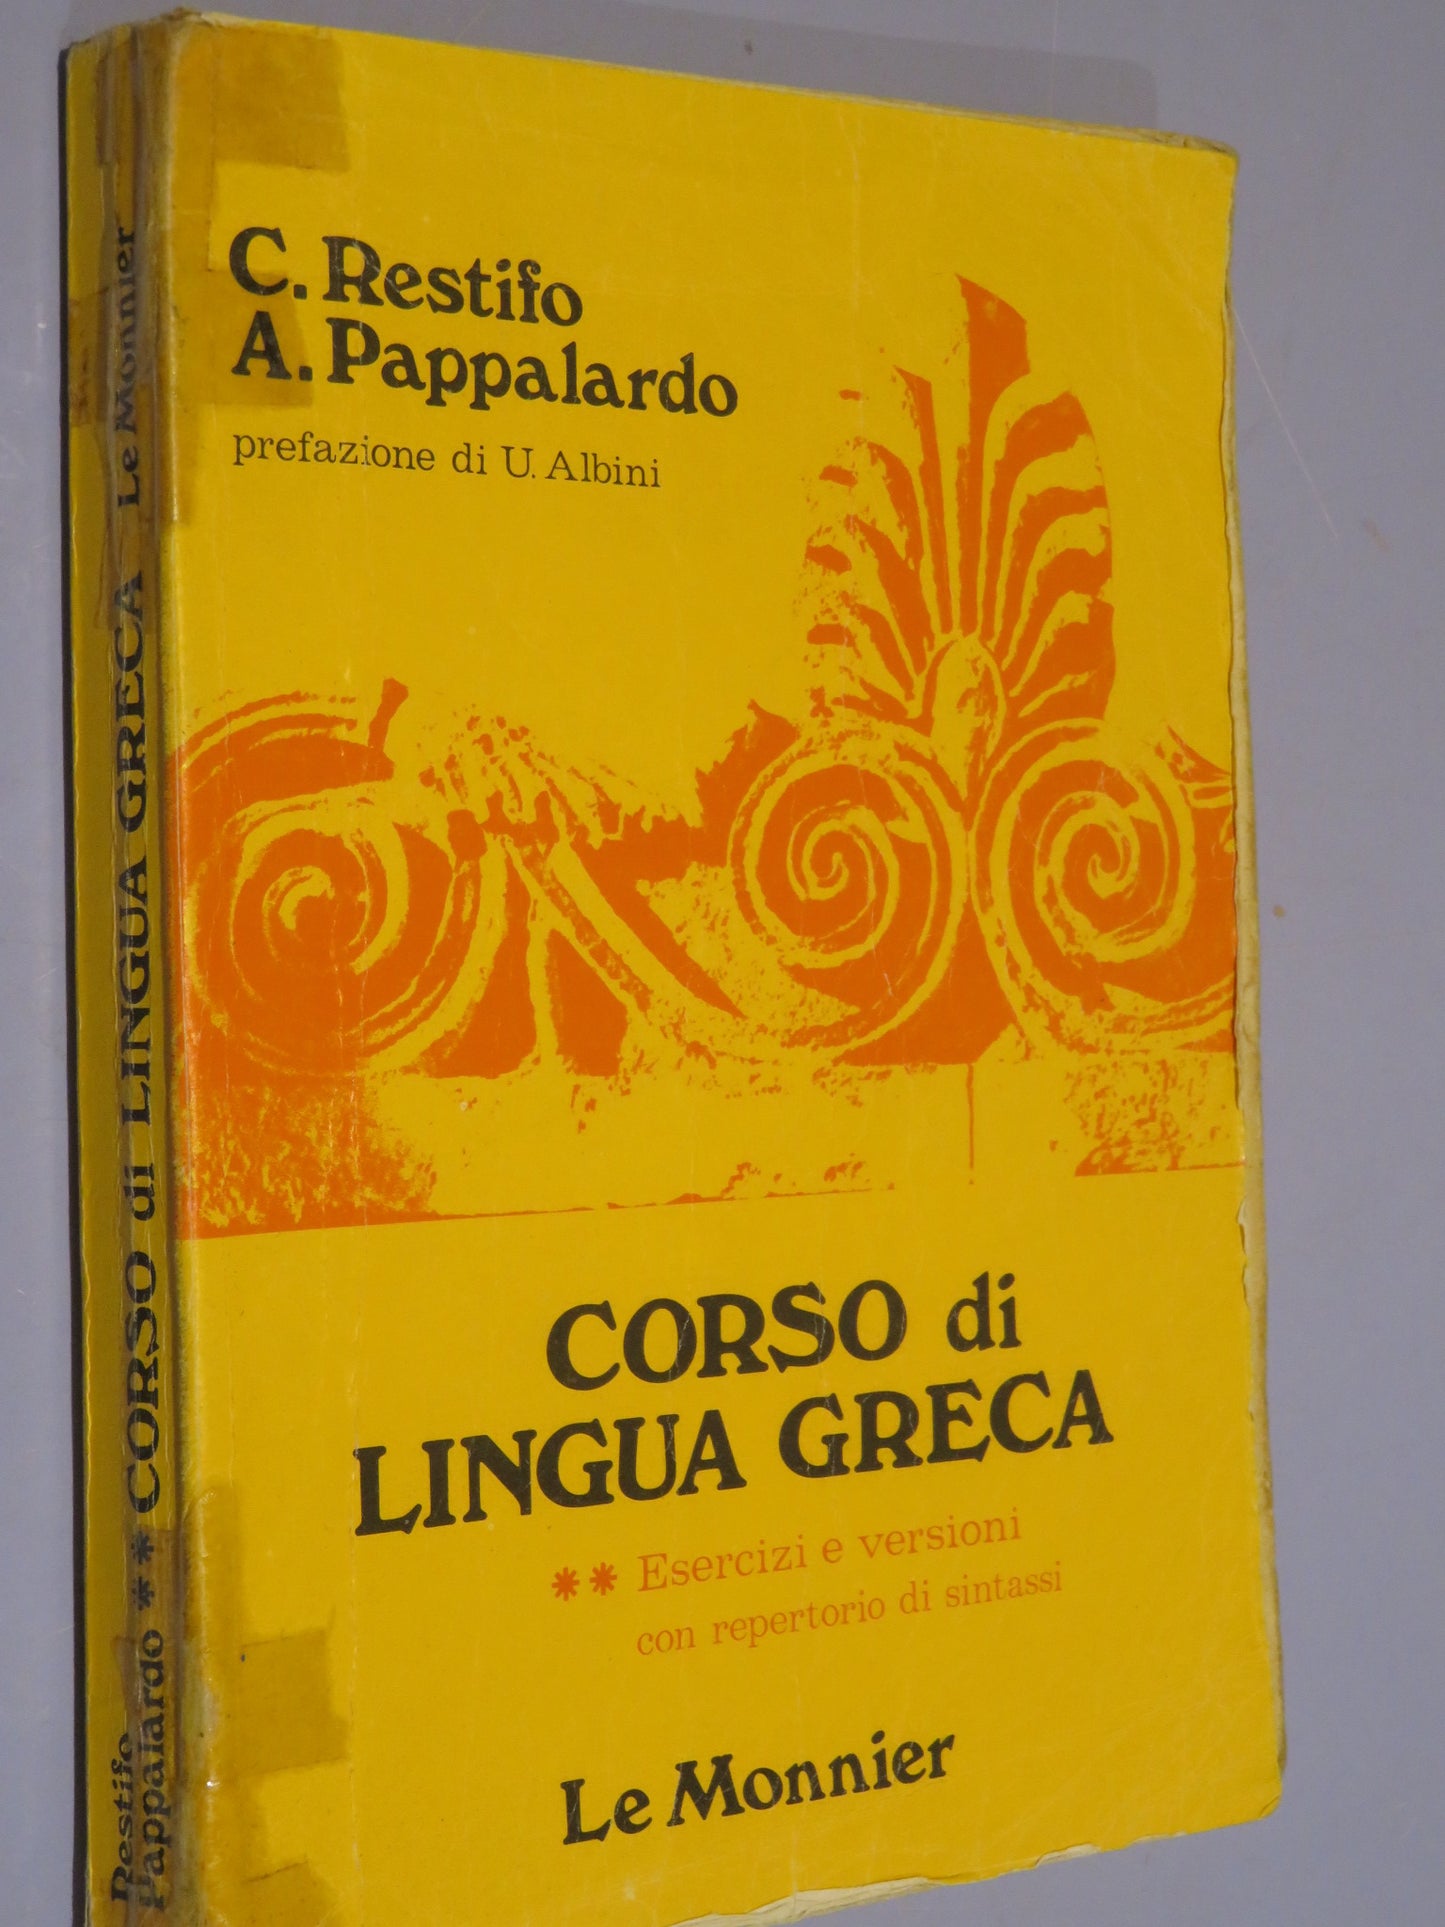 C. Restifo
A. Pappalardo
prefazione di U. Albini
CORSO di
LINGUA GRECA
** Esercizi e versioni
con repertorio di sintassi
Le Monnier
Restifo
Pappalardo ** CORSO di LINGUA GRECA Le Monnier